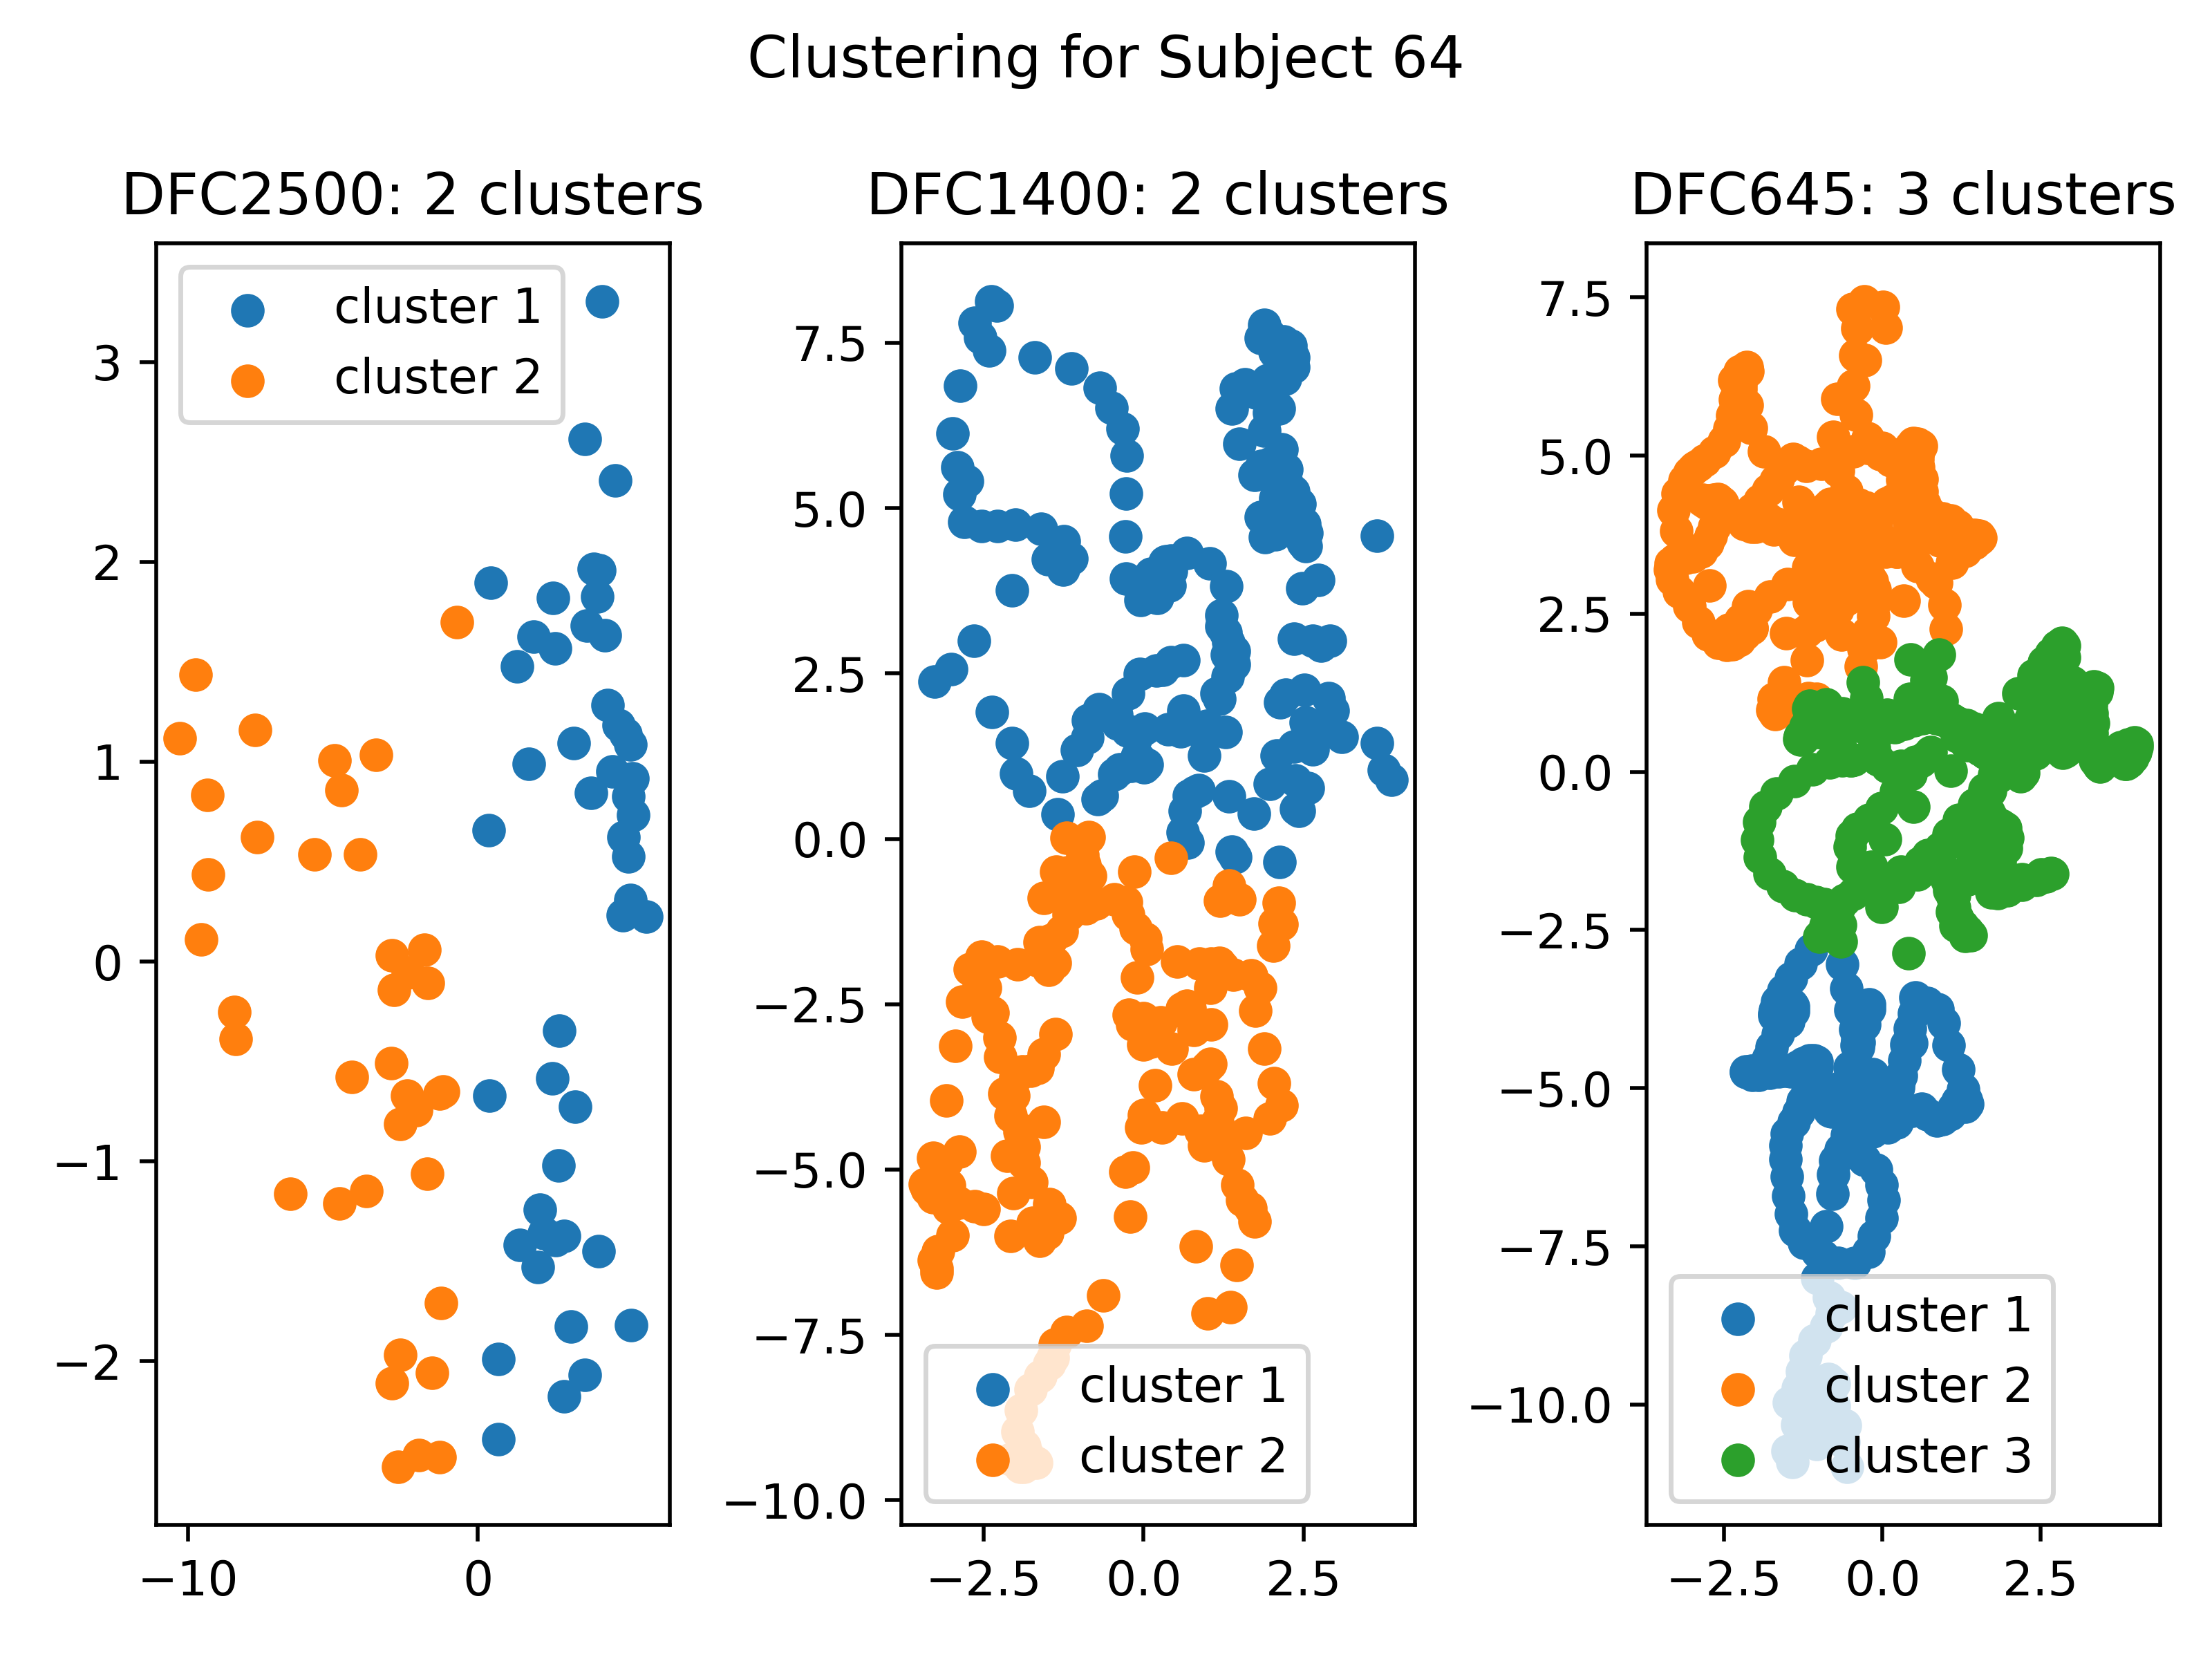 Clustering for Subject 64
DFC2500: 2 clusters
cluster 1
cluster 2
3
2
1
0
−1
−2
−10
0
DFC1400: 2 clusters
7.5
5.0
2.5
0.0
−2.5
−5.0
−7.5
−10.0
cluster 1
cluster 2
−2.5
0.0
2.5
DFC645: 3 clusters
7.5
5.0
2.5
0.0
−2.5
−5.0
−7.5
−10.0
cluster 1
cluster 2
cluster 3
−2.5
0.0
2.5